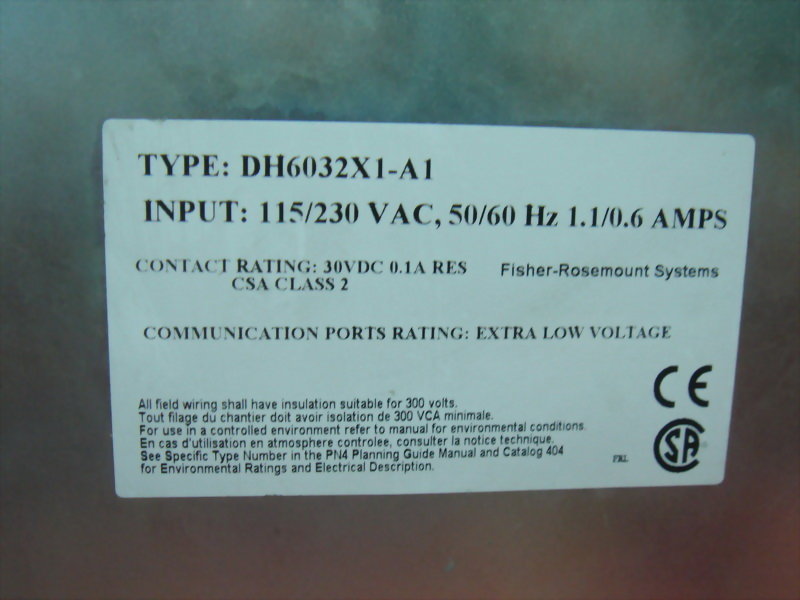 TYPE: DH6032X1-A1
INPUT: 115/230 VAC, 50/60 Hz 1.1/0.6 AMPS
CONTACT RATING: 30VDC 0.1A RES Fisher-Rosemount Systems
CSA CLASS 2
COMMUNICATION PORTS RATING: EXTRA LOW VOLTAGE
CE
All field wiring shall have insulation suitable for 300 volts.
Tout filage du chantier doit avoir isolation de 300 VCA minimale.
For use in a controlled environment refer to manual for environmental conditions.
En cas d'utilisation en atmosphere controlee, consulter la notice technique.
See Specific Type Number in the PN4 Planning Guide Manual and Catalog 404
for Environmental Ratings and Electrical Description.
FRL
CSA